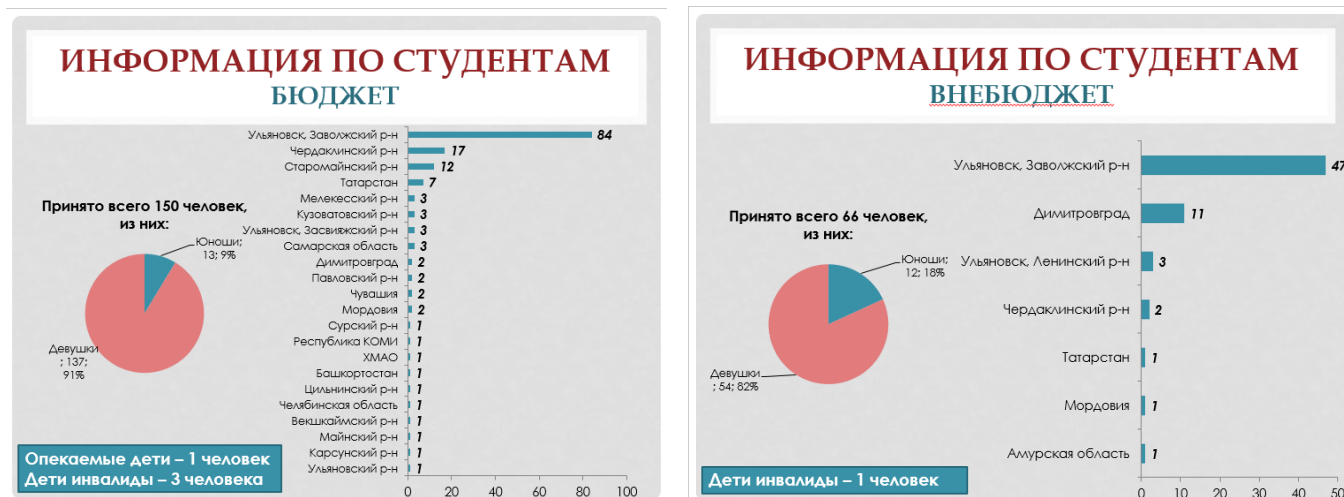 ИНФОРМАЦИЯ ПО СТУДЕНТАМ
БЮДЖЕТ
Ульяновск, Заволжский р-н 84
Чердаклинский р-н 17
Старомайнский р-н 12
Татарстан 7
Мелекесский р-н 3
Кузоватовский р-н 3
Ульяновск, Засвияжский р-н 3
Самарская область 3
Димитровград 2
Павловский р-н 2
Чувашия 2
Мордовия 2
Сурский р-н 1
Республика КОМИ 1
ХМАО 1
Башкортостан 1
Цильнинский р-н 1
Челябинская область 1
Векшкаймский р-н 1
Майнский р-н 1
Карсунский р-н 1
Ульяновский р-н 1
0 20 40 60 80 100
Принято всего 150 человек,
из них:
Юноши;
13; 9%
Девушки
; 137;
91%
Опекаемые дети – 1 человек
Дети инвалиды – 3 человека
ИНФОРМАЦИЯ ПО СТУДЕНТАМ
ВНЕБЮДЖЕТ
Ульяновск, Заволжский р-н 47
Димитровград 11
Ульяновск, Ленинский р-н 3
Чердаклинский р-н 2
Татарстан 1
Мордовия 1
Амурская область 1
0 10 20 30 40 50
Принято всего 66 человек,
из них:
Юноши;
12; 18%
Девушки
; 54; 82%
Дети инвалиды – 1 человек